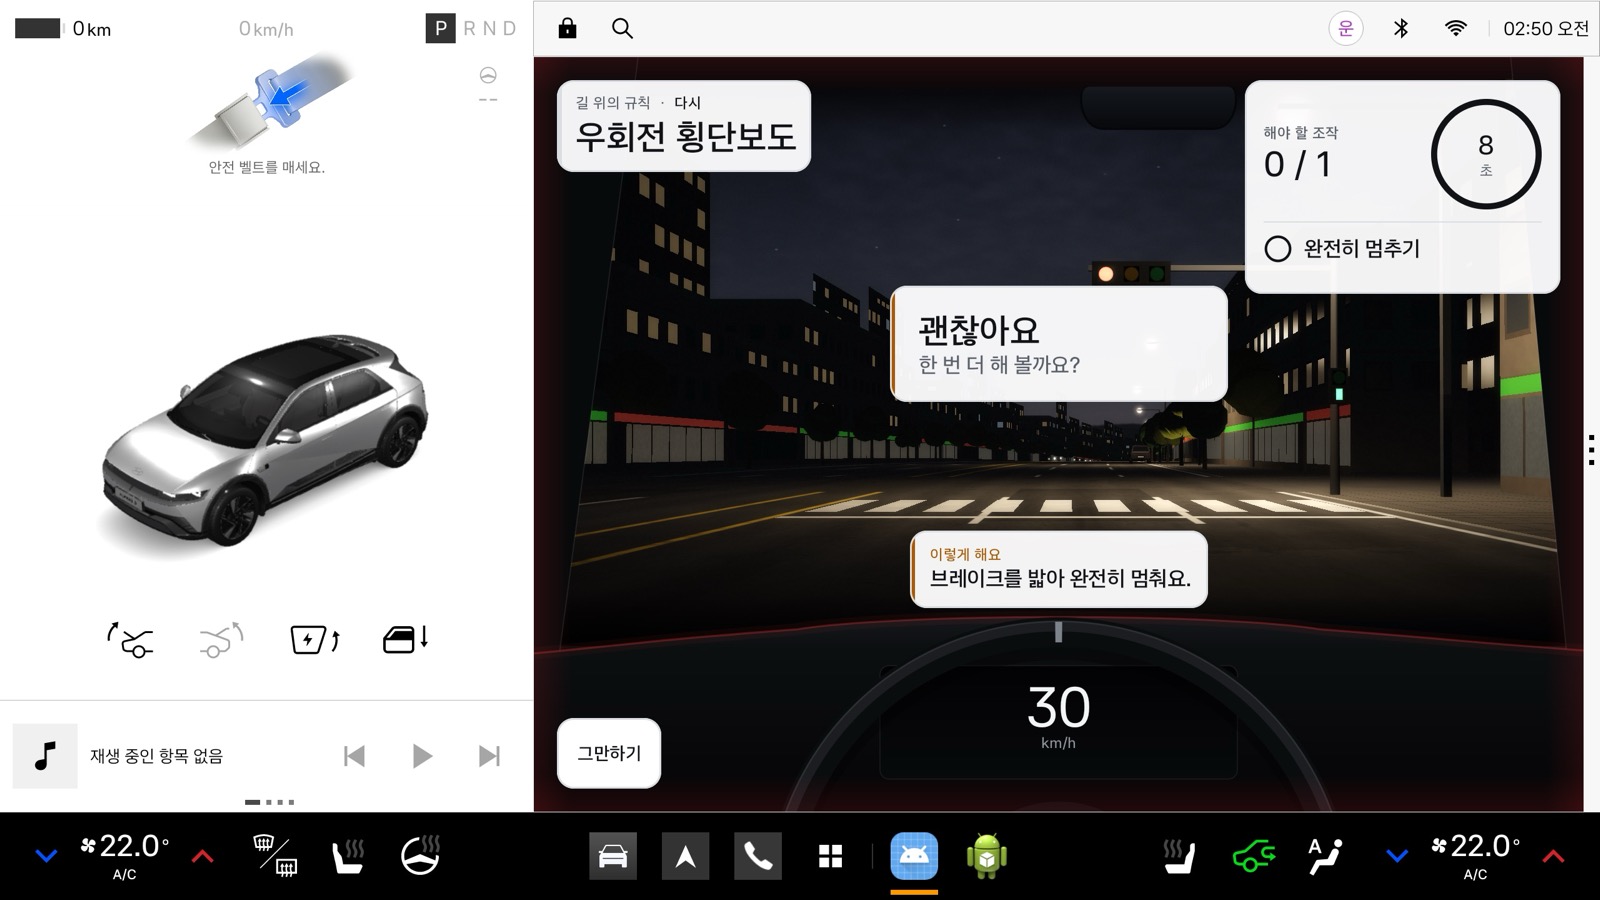 0 km
0 km/h
P R N D
안전 벨트를 매세요.
재생 중인 항목 없음
운
02:50 오전
길 위의 규칙 · 다시
우회전 횡단보도
해야 할 조작
0 / 1
8
초
완전히 멈추기
괜찮아요
한 번 더 해 볼까요?
이렇게 해요
브레이크를 밟아 완전히 멈춰요.
30
km/h
그만하기
22.0°
A/C
A
22.0°
A/C